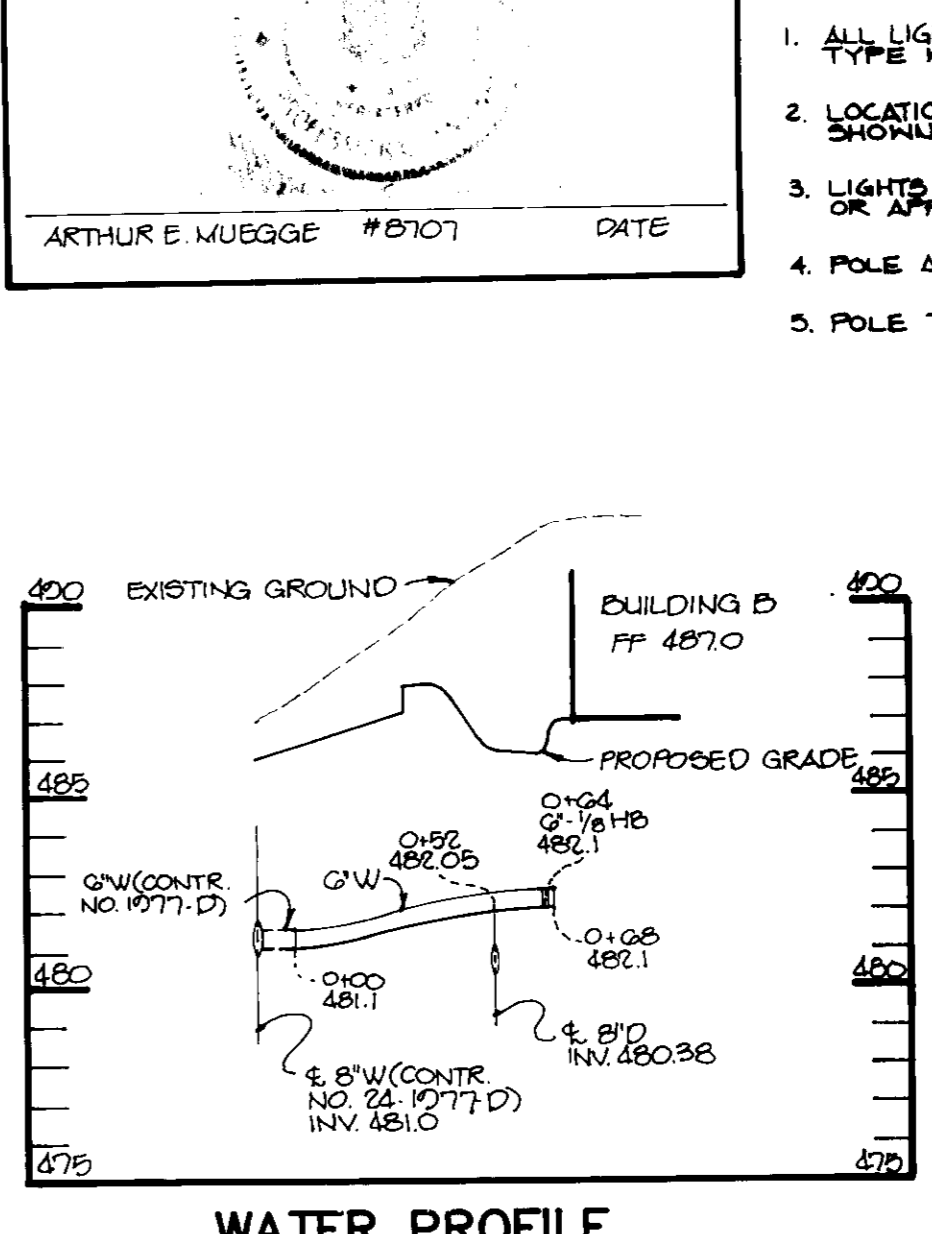 ARTHUR E. MUEGGE #8707 DATE
1. ALL
TYPE
2.
SHOWN
3. LIGHTS
OR
4. POLE
5. POLE
490
EXISTING GROUND
BUILDING B
FF 487.0
490
PROPOSED GRADE
485
485
0+64
6"-1/8 HB
482.1
0+52
482.05
6"W (CONTR.
NO. 1977-D)
6"W
0+68
482.1
480
0+00
481.1
480
℄ 8"D
INV. 480.38
℄ 8"W (CONTR.
NO. 24-1977-D)
INV. 481.0
475
475
WATER PROFILE